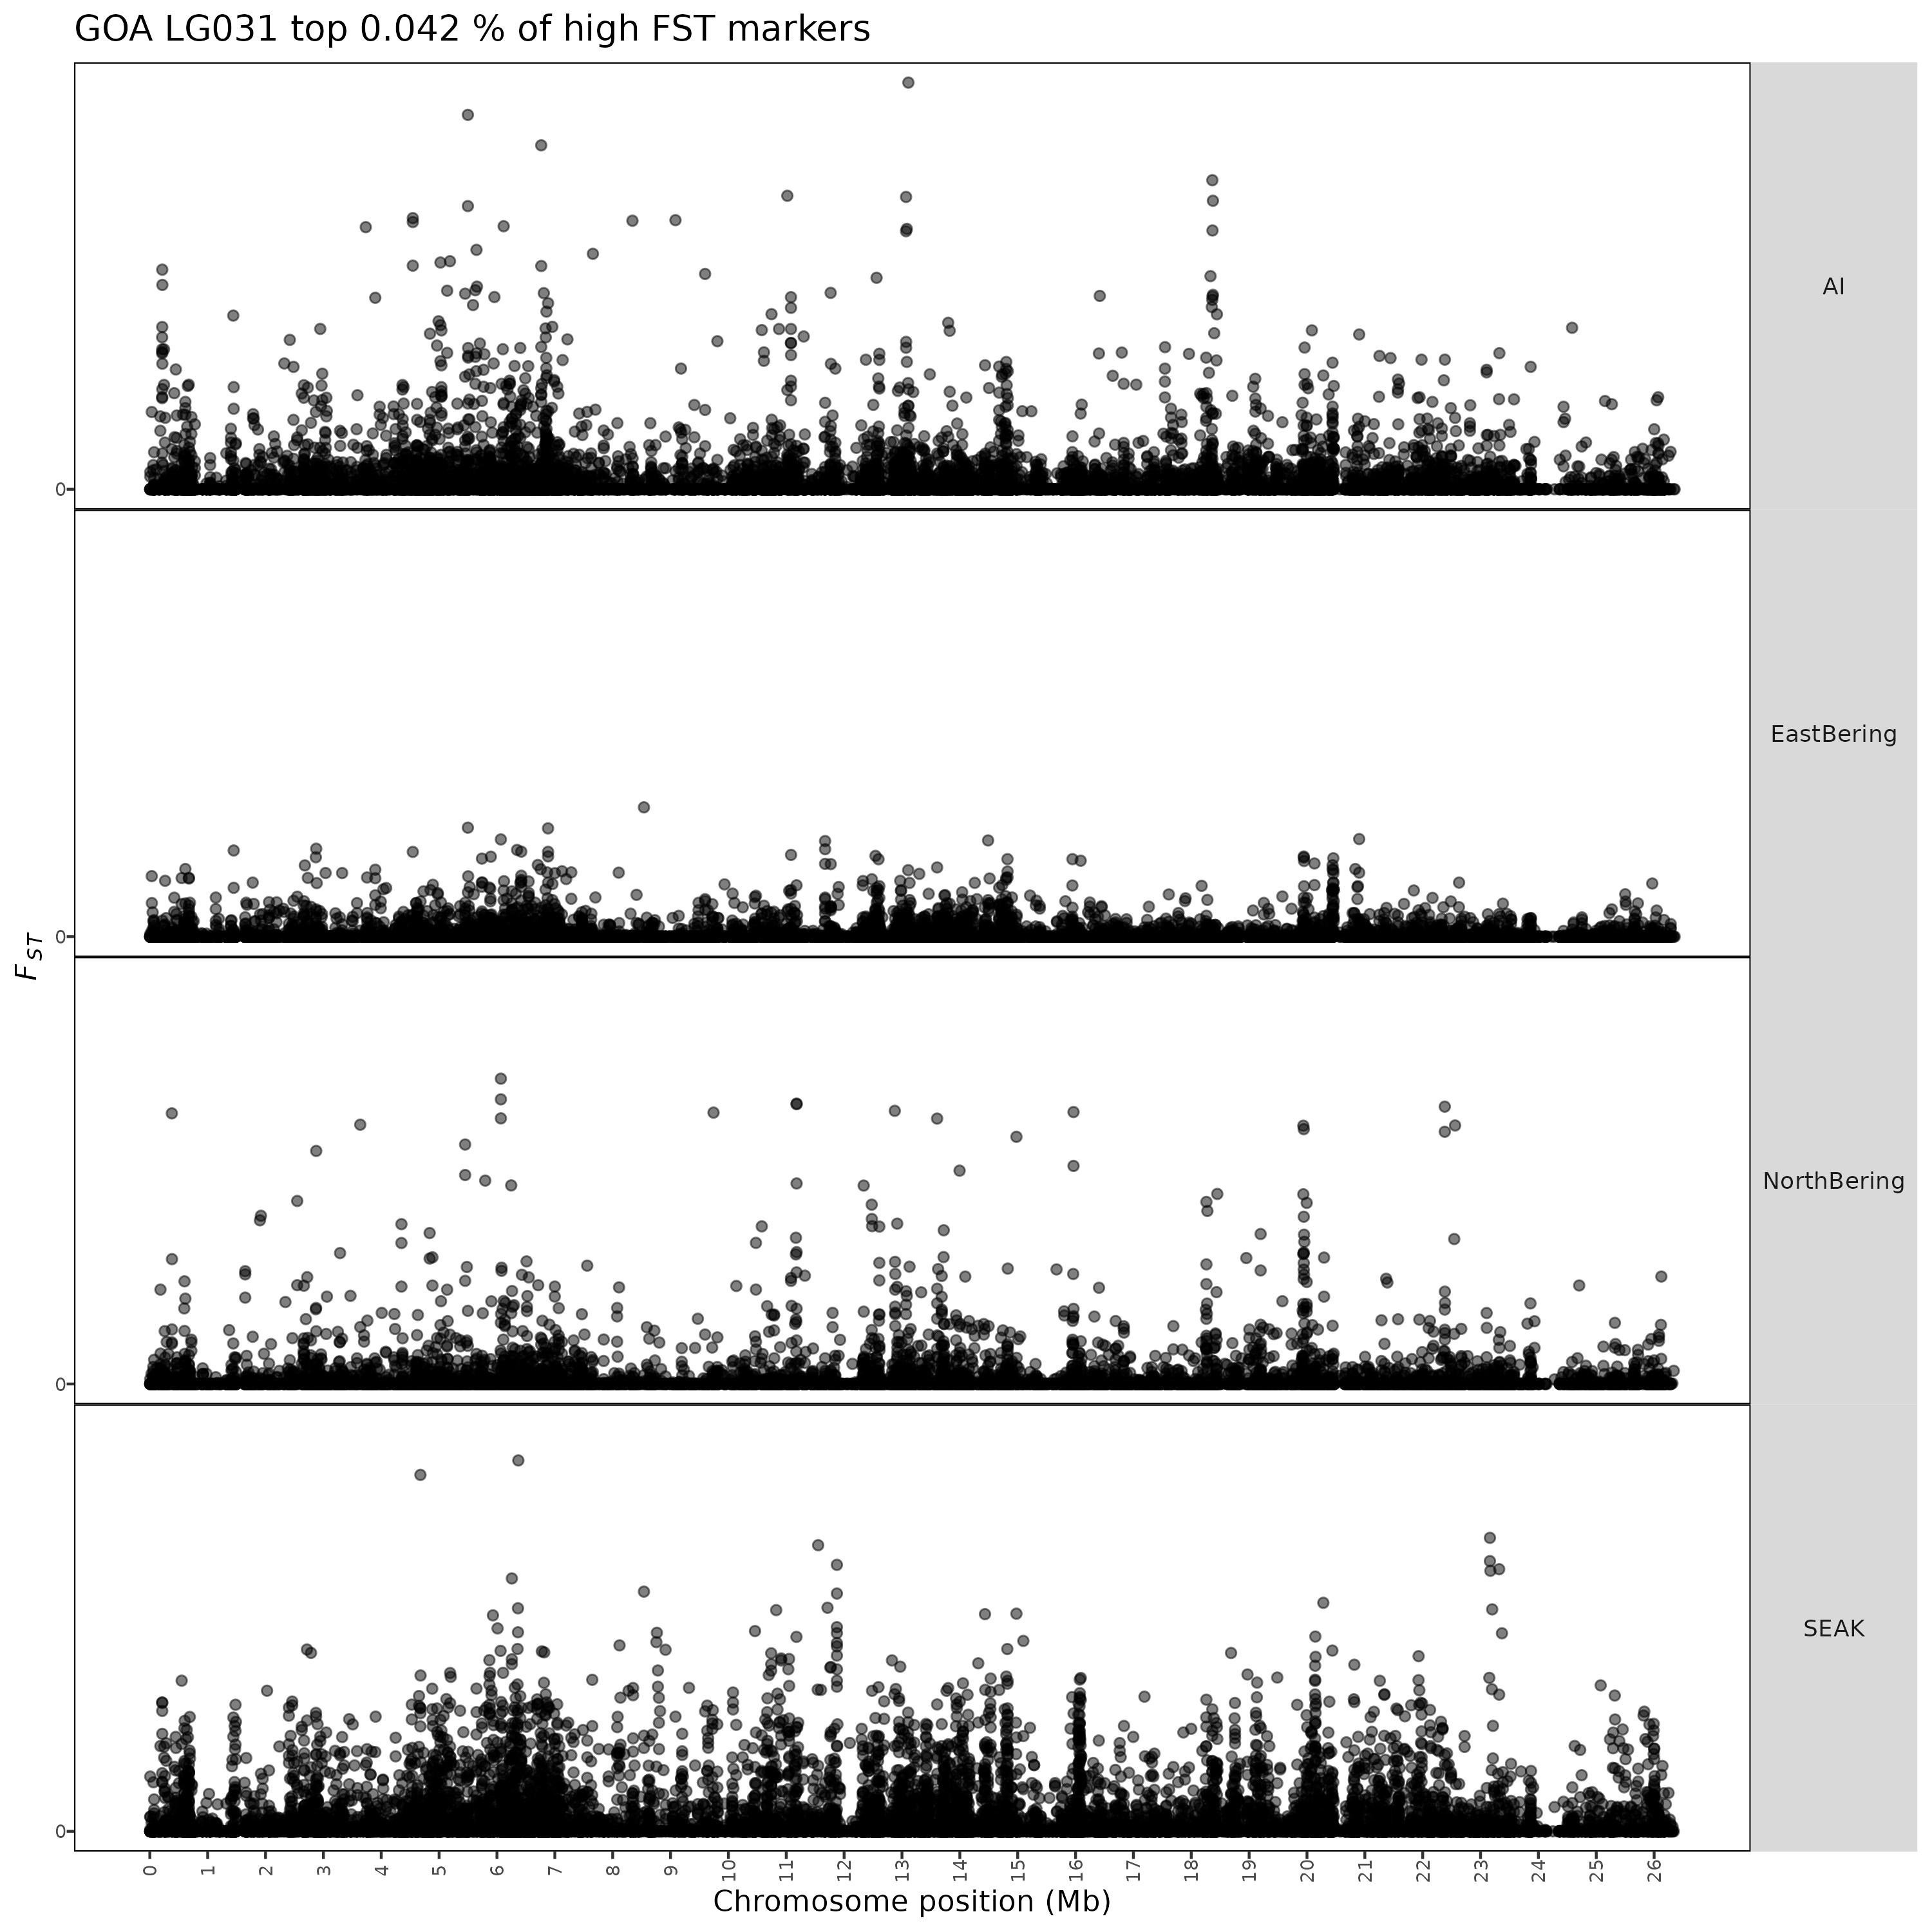 GOA LG031 top 0.042 % of high FST markers
AI
EastBering
NorthBering
SEAK
0
0
0
0
FST
0 1 2 3 4 5 6 7 8 9 10 11 12 13 14 15 16 17 18 19 20 21 22 23 24 25 26
Chromosome position (Mb)